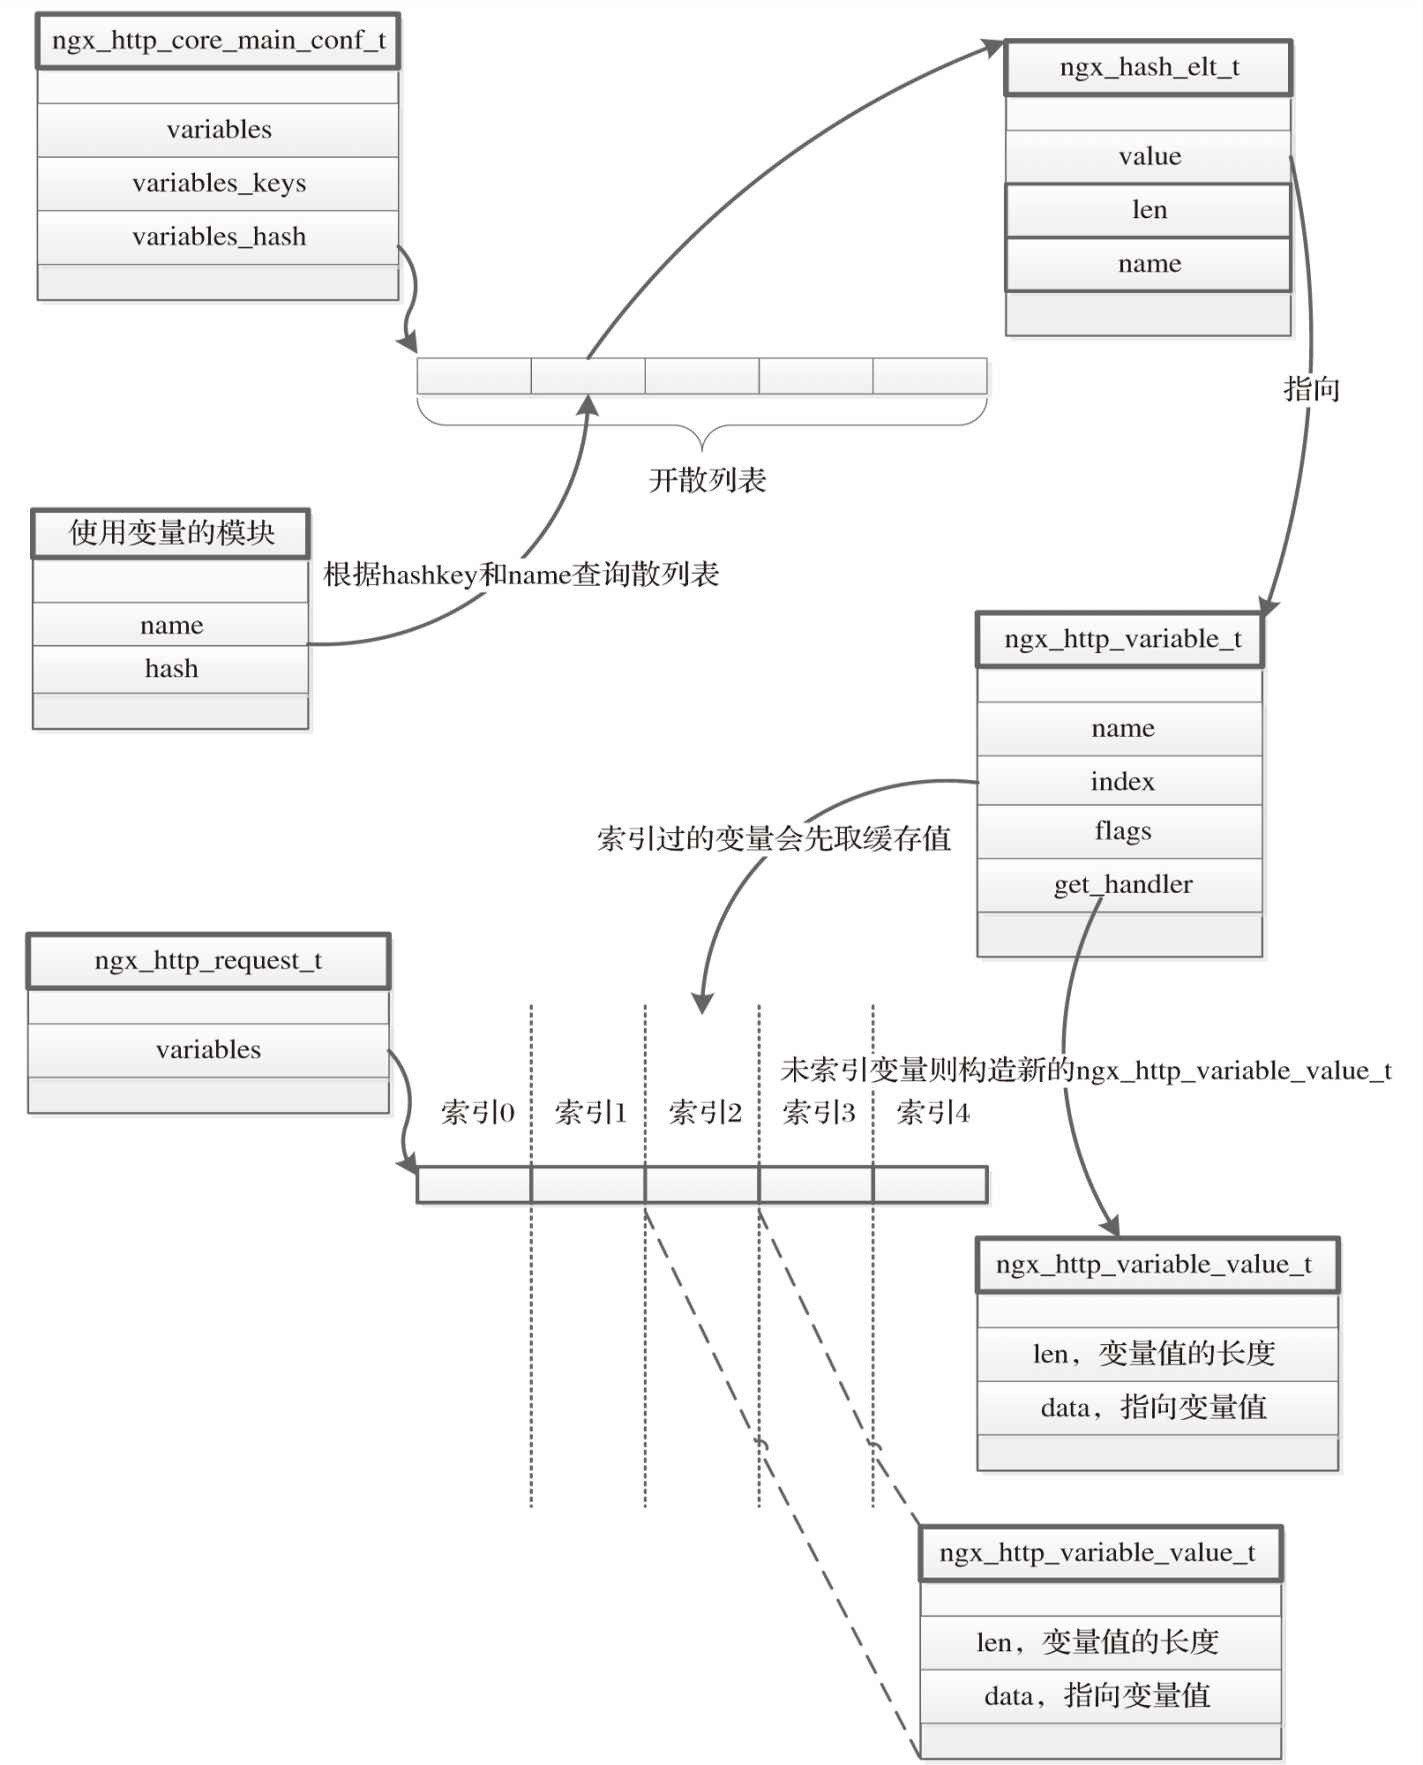 ngx_http_core_main_conf_t
variables
variables_keys
variables_hash
ngx_hash_elt_t
value
len
name
指向
开散列表
使用变量的模块
name
hash
根据hashkey和name查询散列表
ngx_http_variable_t
name
index
flags
get_handler
索引过的变量会先取缓存值
ngx_http_request_t
variables
未索引变量则构造新的ngx_http_variable_value_t
索引0 索引1 索引2 索引3 索引4
ngx_http_variable_value_t
len，变量值的长度
data，指向变量值
ngx_http_variable_value_t
len，变量值的长度
data，指向变量值